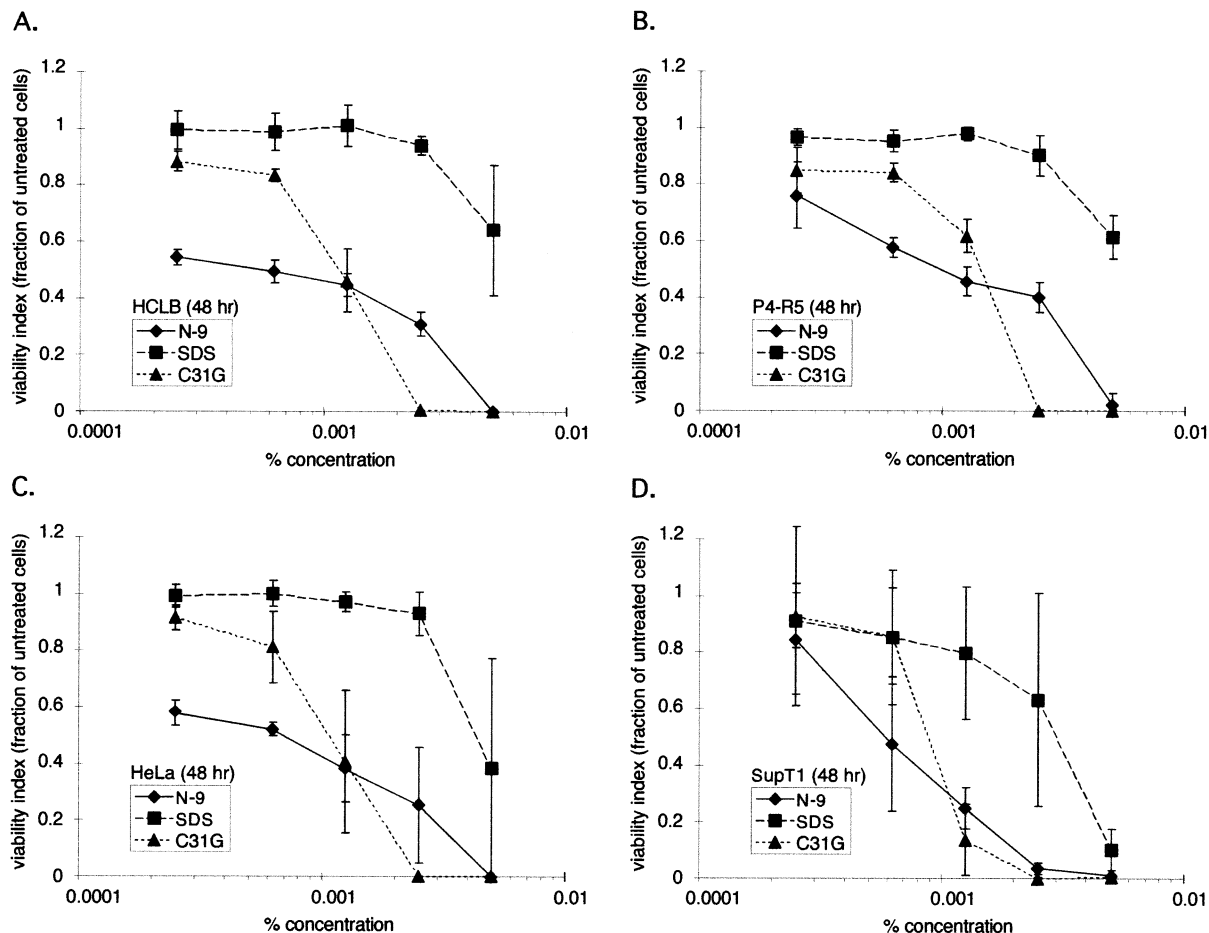 A.
viability index (fraction of untreated cells)
1.2
1
0.8
0.6
0.4
0.2
0
HCLB (48 hr)
N-9
SDS
C31G
0.0001
0.001
0.01
% concentration
B.
viability index (fraction of untreated cells)
1.2
1
0.8
0.6
0.4
0.2
0
P4-R5 (48 hr)
N-9
SDS
C31G
0.0001
0.001
0.01
% concentration
C.
viability index (fraction of untreated cells)
1.2
1
0.8
0.6
0.4
0.2
0
HeLa (48 hr)
N-9
SDS
C31G
0.0001
0.001
0.01
% concentration
D.
viability index (fraction of untreated cells)
1.2
1
0.8
0.6
0.4
0.2
0
SupT1 (48 hr)
N-9
SDS
C31G
0.0001
0.001
0.01
% concentration